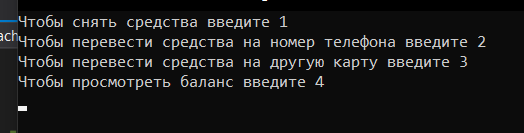 ach
Чтобы снять средства введите 1
Чтобы перевести средства на номер телефона введите 2
Чтобы перевести средства на другую карту введите 3
Чтобы просмотреть баланс введите 4